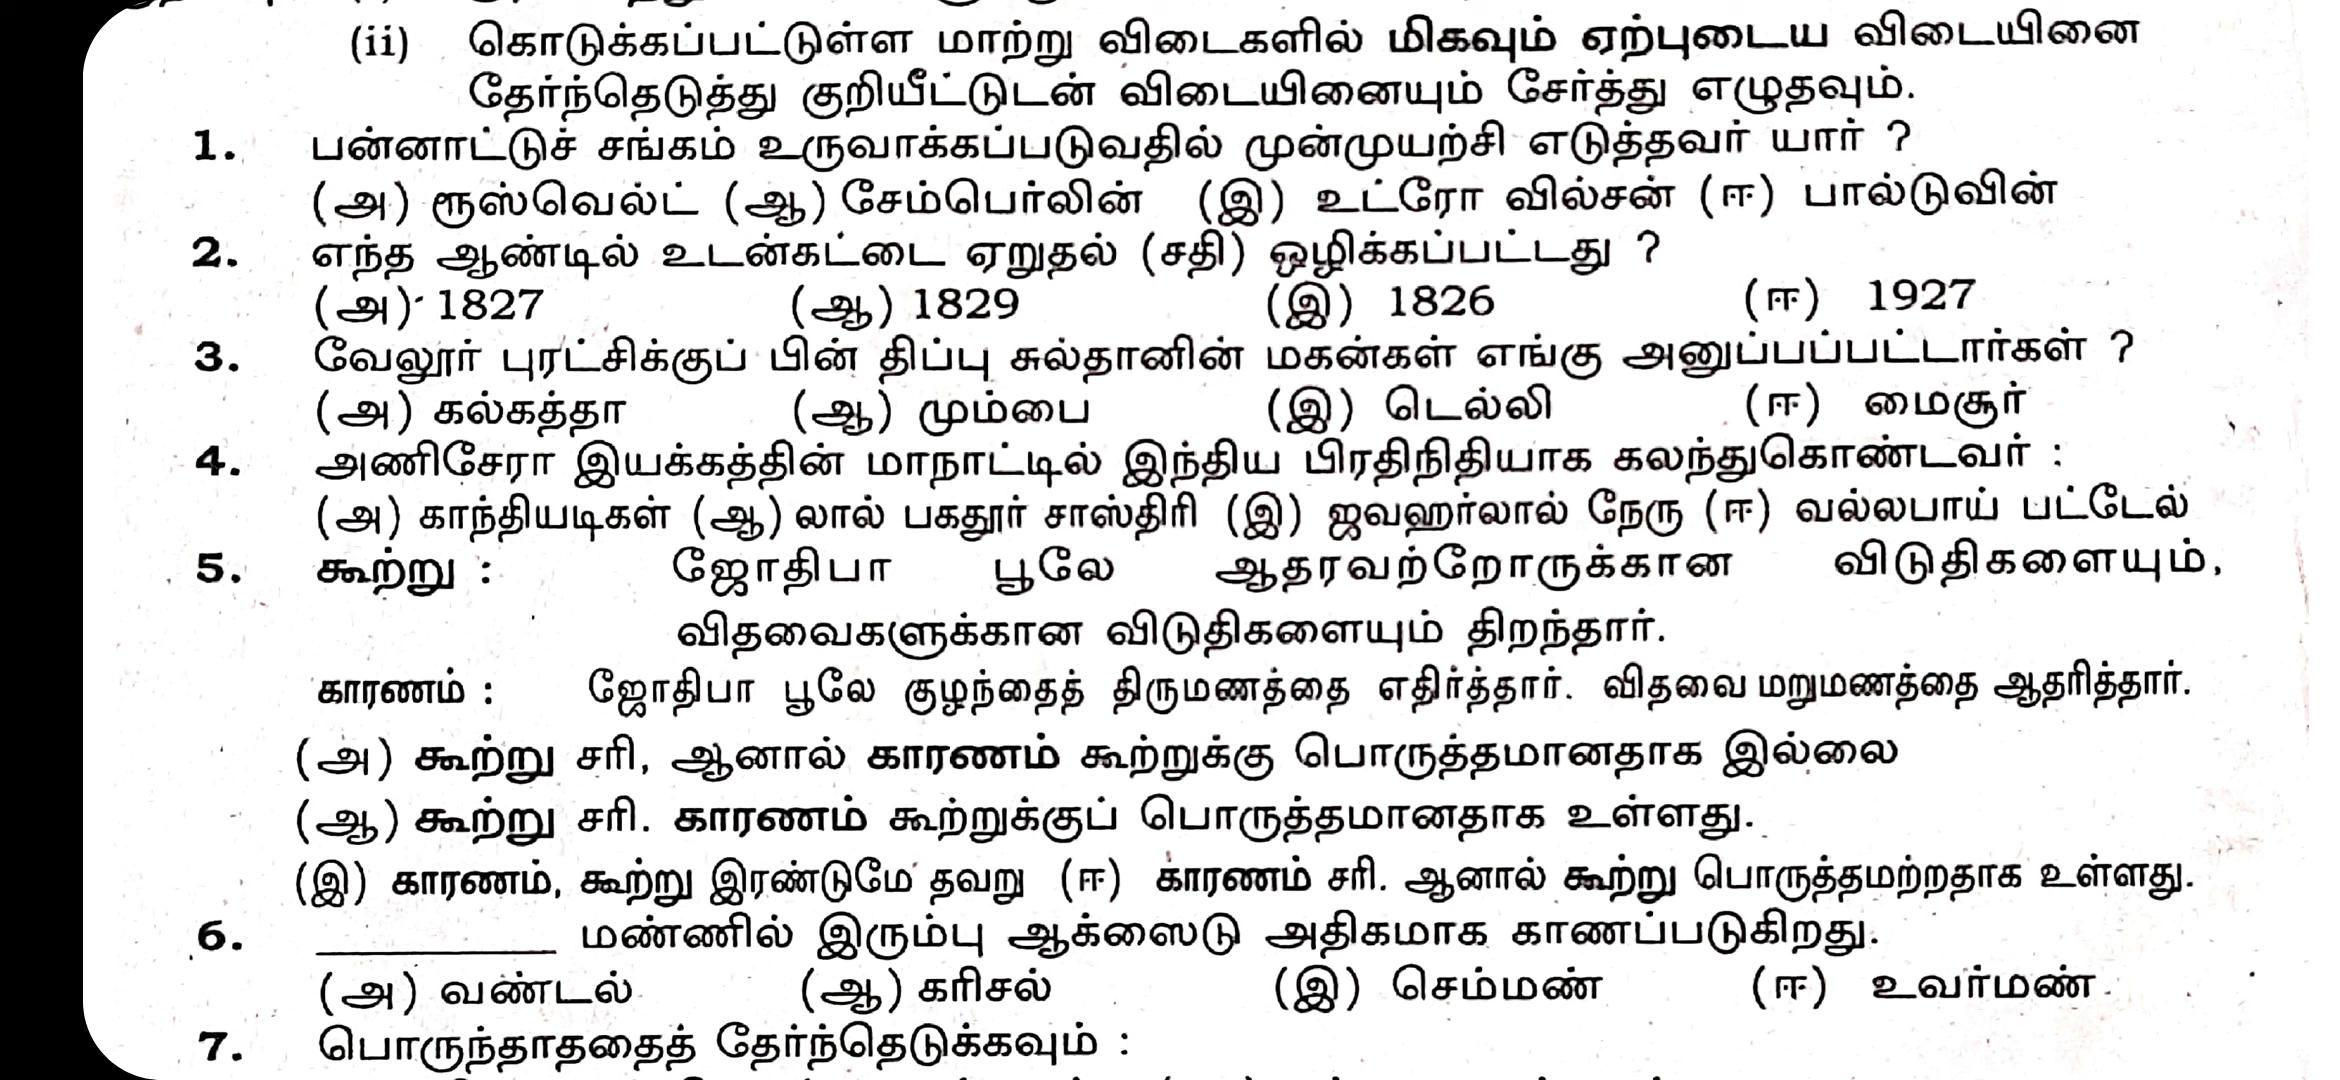 (ii) கொடுக்கப்பட்டுள்ள மாற்று விடைகளில் மிகவும் ஏற்புடைய விடையினை
தேர்ந்தெடுத்து குறியீட்டுடன் விடையினையும் சேர்த்து எழுதவும்.
1. பன்னாட்டுச் சங்கம் உருவாக்கப்படுவதில் முன்முயற்சி எடுத்தவர் யார் ?
(அ) ரூஸ்வெல்ட் (ஆ) சேம்பெர்லின் (இ) உட்ரோ வில்சன் (ஈ) பால்டுவின்
2. எந்த ஆண்டில் உடன்கட்டை ஏறுதல் (சதி) ஒழிக்கப்பட்டது ?
(அ) 1827 (ஆ) 1829 (இ) 1826 (ஈ) 1927
3. வேலூர் புரட்சிக்குப் பின் திப்பு சுல்தானின் மகன்கள் எங்கு அனுப்பப்பட்டார்கள் ?
(அ) கல்கத்தா (ஆ) மும்பை (இ) டெல்லி (ஈ) மைசூர்
4. அணிசேரா இயக்கத்தின் மாநாட்டில் இந்திய பிரதிநிதியாக கலந்துகொண்டவர் :
(அ) காந்தியடிகள் (ஆ) லால் பகதூர் சாஸ்திரி (இ) ஜவஹர்லால் நேரு (ஈ) வல்லபாய் பட்டேல்
5. கூற்று : ஜோதிபா பூலே ஆதரவற்றோருக்கான விடுதிகளையும்,
விதவைகளுக்கான விடுதிகளையும் திறந்தார்.
காரணம் : ஜோதிபா பூலே குழந்தைத் திருமணத்தை எதிர்த்தார். விதவை மறுமணத்தை ஆதரித்தார்.
(அ) கூற்று சரி, ஆனால் காரணம் கூற்றுக்கு பொருத்தமானதாக இல்லை
(ஆ) கூற்று சரி. காரணம் கூற்றுக்குப் பொருத்தமானதாக உள்ளது.
(இ) காரணம், கூற்று இரண்டுமே தவறு (ஈ) காரணம் சரி. ஆனால் கூற்று பொருத்தமற்றதாக உள்ளது.
6. __________ மண்ணில் இரும்பு ஆக்ஸைடு அதிகமாக காணப்படுகிறது.
(அ) வண்டல் (ஆ) கரிசல் (இ) செம்மண் (ஈ) உவர்மண்
7. பொருந்தாததைத் தேர்ந்தெடுக்கவும் :